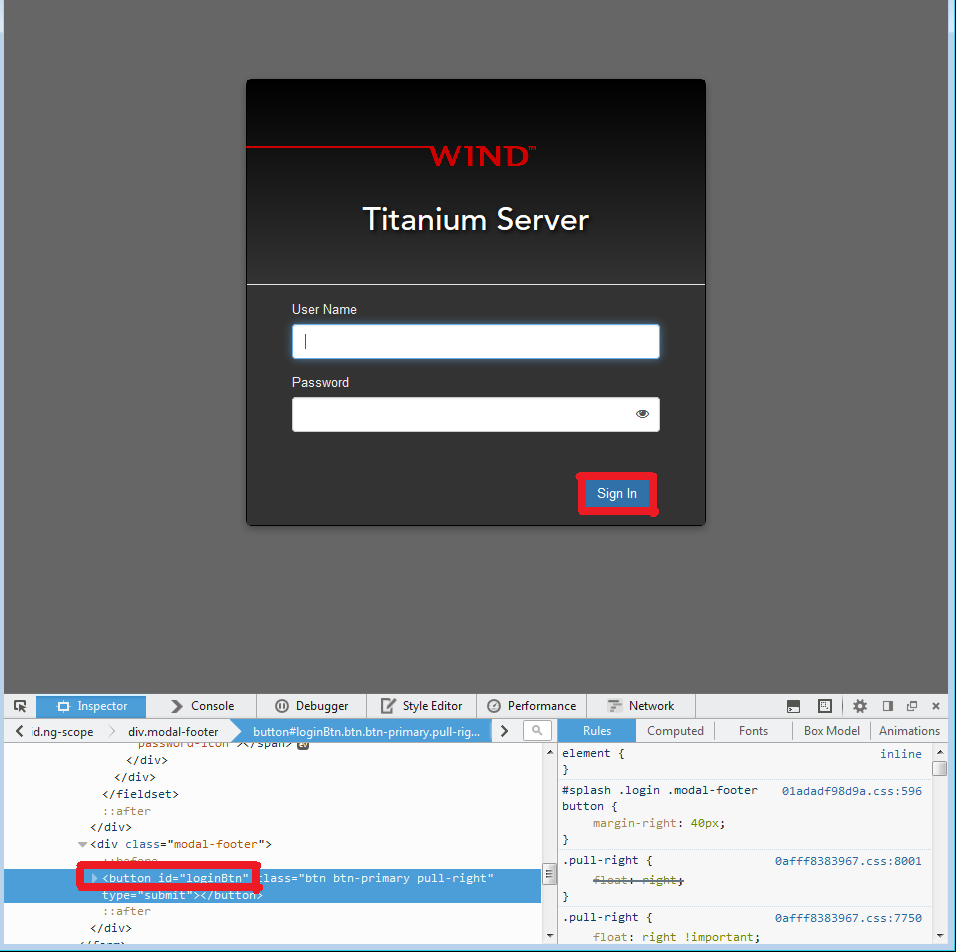 WIND™
Titanium Server
User Name
Password
Sign In
Inspector Console Debugger Style Editor Performance Network
id.ng-scope div.modal-footer button#loginBtn.btn.btn-primary.pull-rig...
Rules Computed Fonts Box Model Animations
password-icon"></span> ev
</div>
</div>
</fieldset>
::after
</div>
<div class="modal-footer">
::before
<button id="loginBtn" class="btn btn-primary pull-right"
type="submit"></button>
::after
</div>
</form>
element { inline
}
#splash .login .modal-footer 01adadf98d9a.css:596
button {
margin-right: 40px;
}
.pull-right { 0afff8383967.css:8001
float: right;
}
.pull-right { 0afff8383967.css:7750
float: right !important;